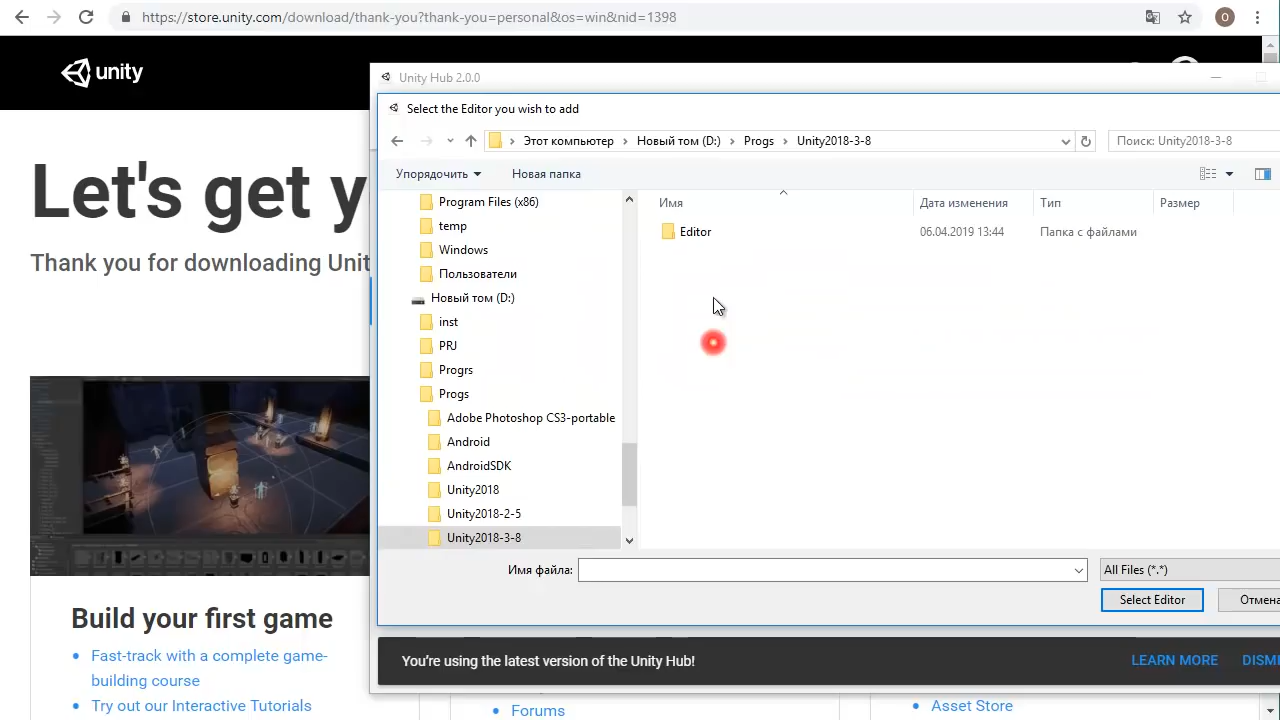 https://store.unity.com/download/thank-you?thank-you=personal&os=win&nid=1398
O
unity
Unity Hub 2.0.0
Select the Editor you wish to add
Этот компьютер
Новый том (D:)
Progs
Unity2018-3-8
Поиск: Unity2018-3-8
Упорядочить
Новая папка
Program Files (x86)
temp
Windows
Пользователи
Новый том (D:)
inst
PRJ
Progrs
Progs
Adobe Photoshop CS3-portable
Android
AndroidSDK
Unity2018
Unity2018-2-5
Unity2018-3-8
Имя
Дата изменения
Тип
Размер
Editor
06.04.2019 13:44
Папка с файлами
Имя файла:
All Files (*.*)
Select Editor
Отмена
You're using the latest version of the Unity Hub!
LEARN MORE
DISMI
Let's get y
Thank you for downloading Unit
Build your first game
Fast-track with a complete game-
building course
Try out our Interactive Tutorials
Forums
Asset Store